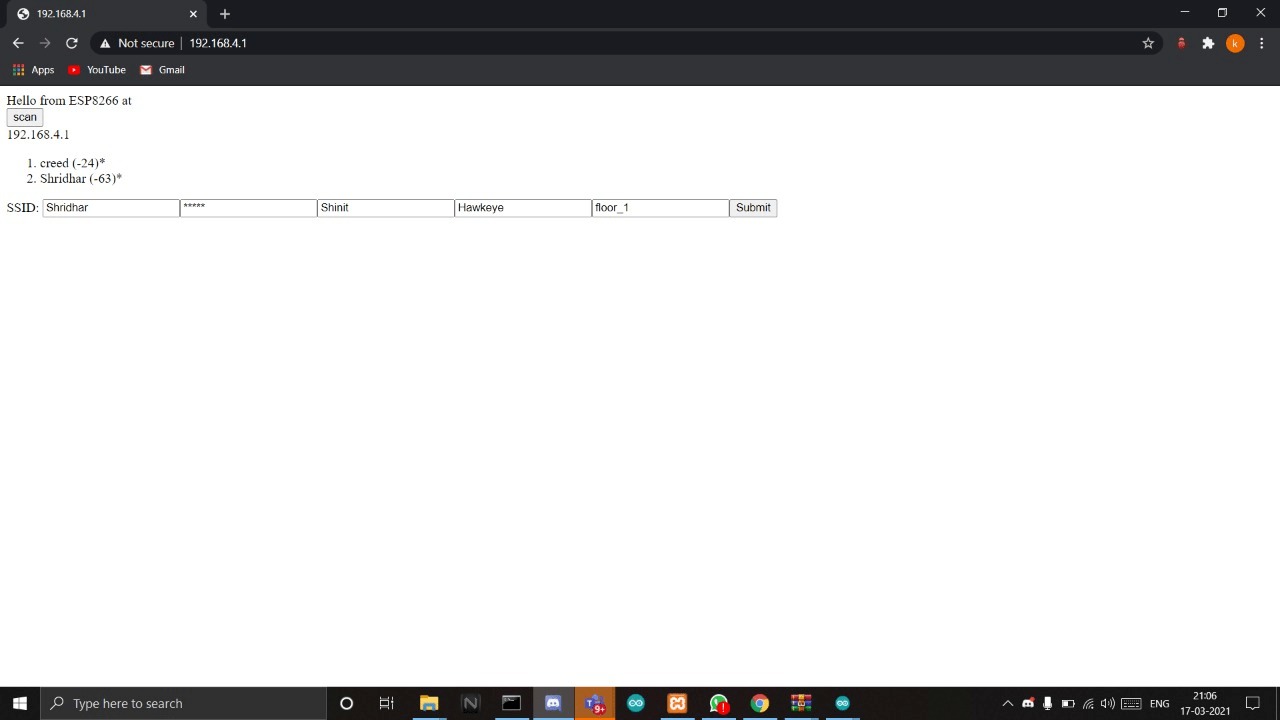 192.168.4.1
Not secure 192.168.4.1
k
Apps YouTube Gmail
Hello from ESP8266 at
scan
192.168.4.1
1. creed (-24)*
2. Shridhar (-63)*
SSID: Shridhar ***** Shinit Hawkeye floor_1 Submit
Type here to search
9+
ENG
21:06
17-03-2021